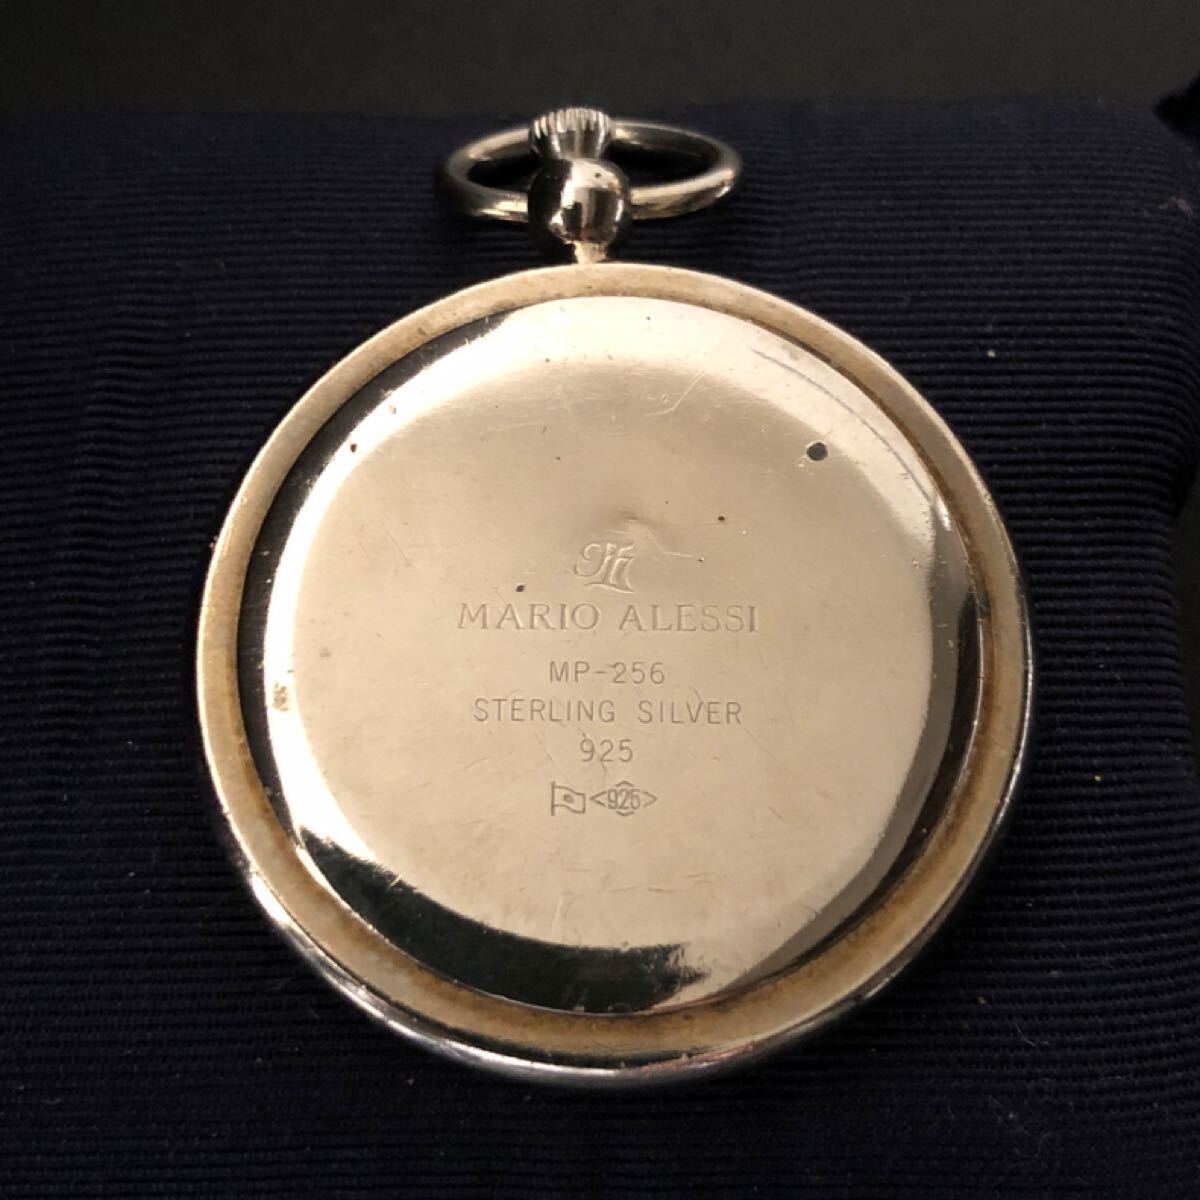 M
MARIO ALESSI
MP-256
STERLING SILVER
925
<925>